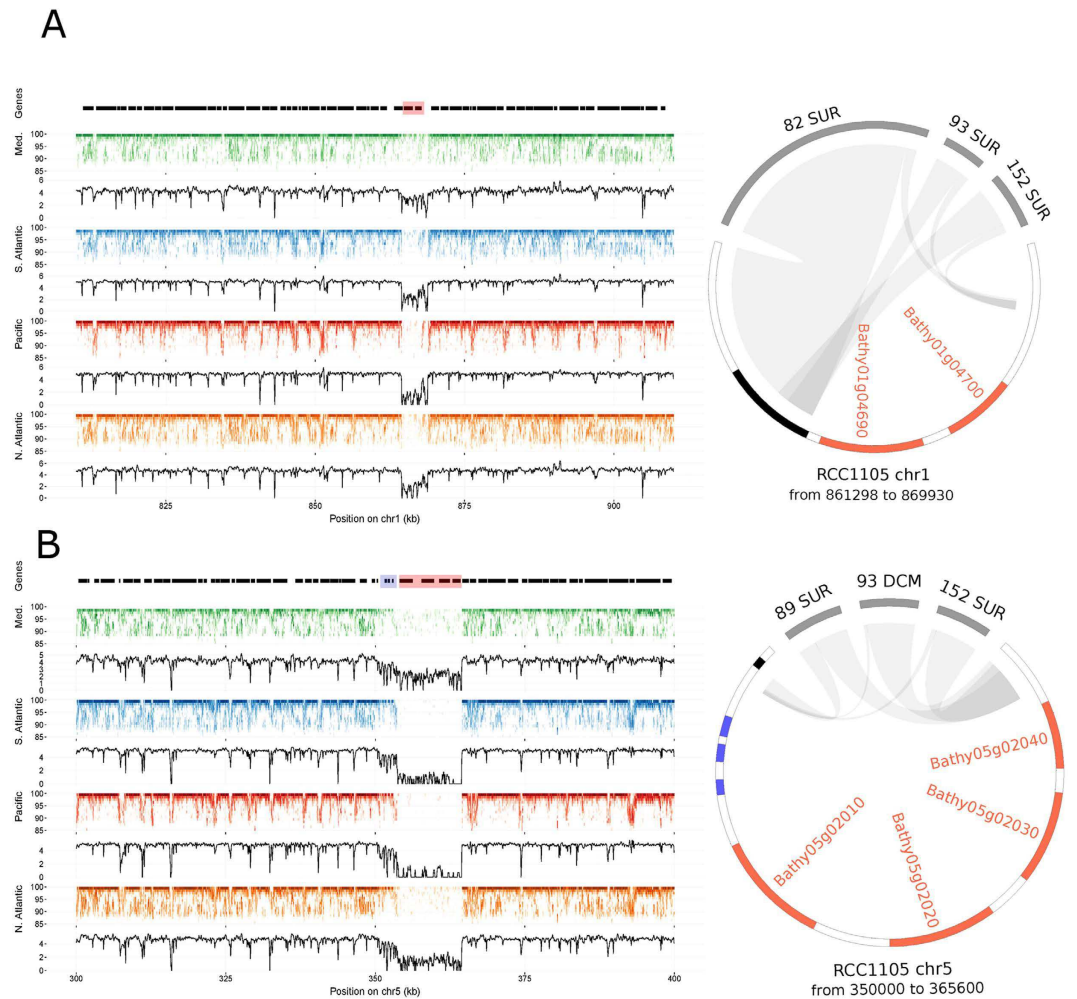 A
Genes
Med.
100
95
90
85
6
4
2
0
S. Atlantic
100
95
90
85
6
4
2
0
Pacific
100
95
90
85
6
4
2
0
N. Atlantic
100
95
90
85
6
4
2
0
825
850
875
900
Position on chr1 (kb)
82 SUR
93 SUR
152 SUR
Bathy01g04690
Bathy01g04700
RCC1105 chr1
from 861298 to 869930
B
Genes
Med.
100
95
90
85
5
4
3
2
1
0
S. Atlantic
100
95
90
85
4
2
0
Pacific
100
95
90
85
4
2
0
N. Atlantic
100
95
90
85
4
2
0
300
325
350
375
400
Position on chr5 (kb)
89 SUR
93 DCM
152 SUR
Bathy05g02040
Bathy05g02030
Bathy05g02020
Bathy05g02010
RCC1105 chr5
from 350000 to 365600